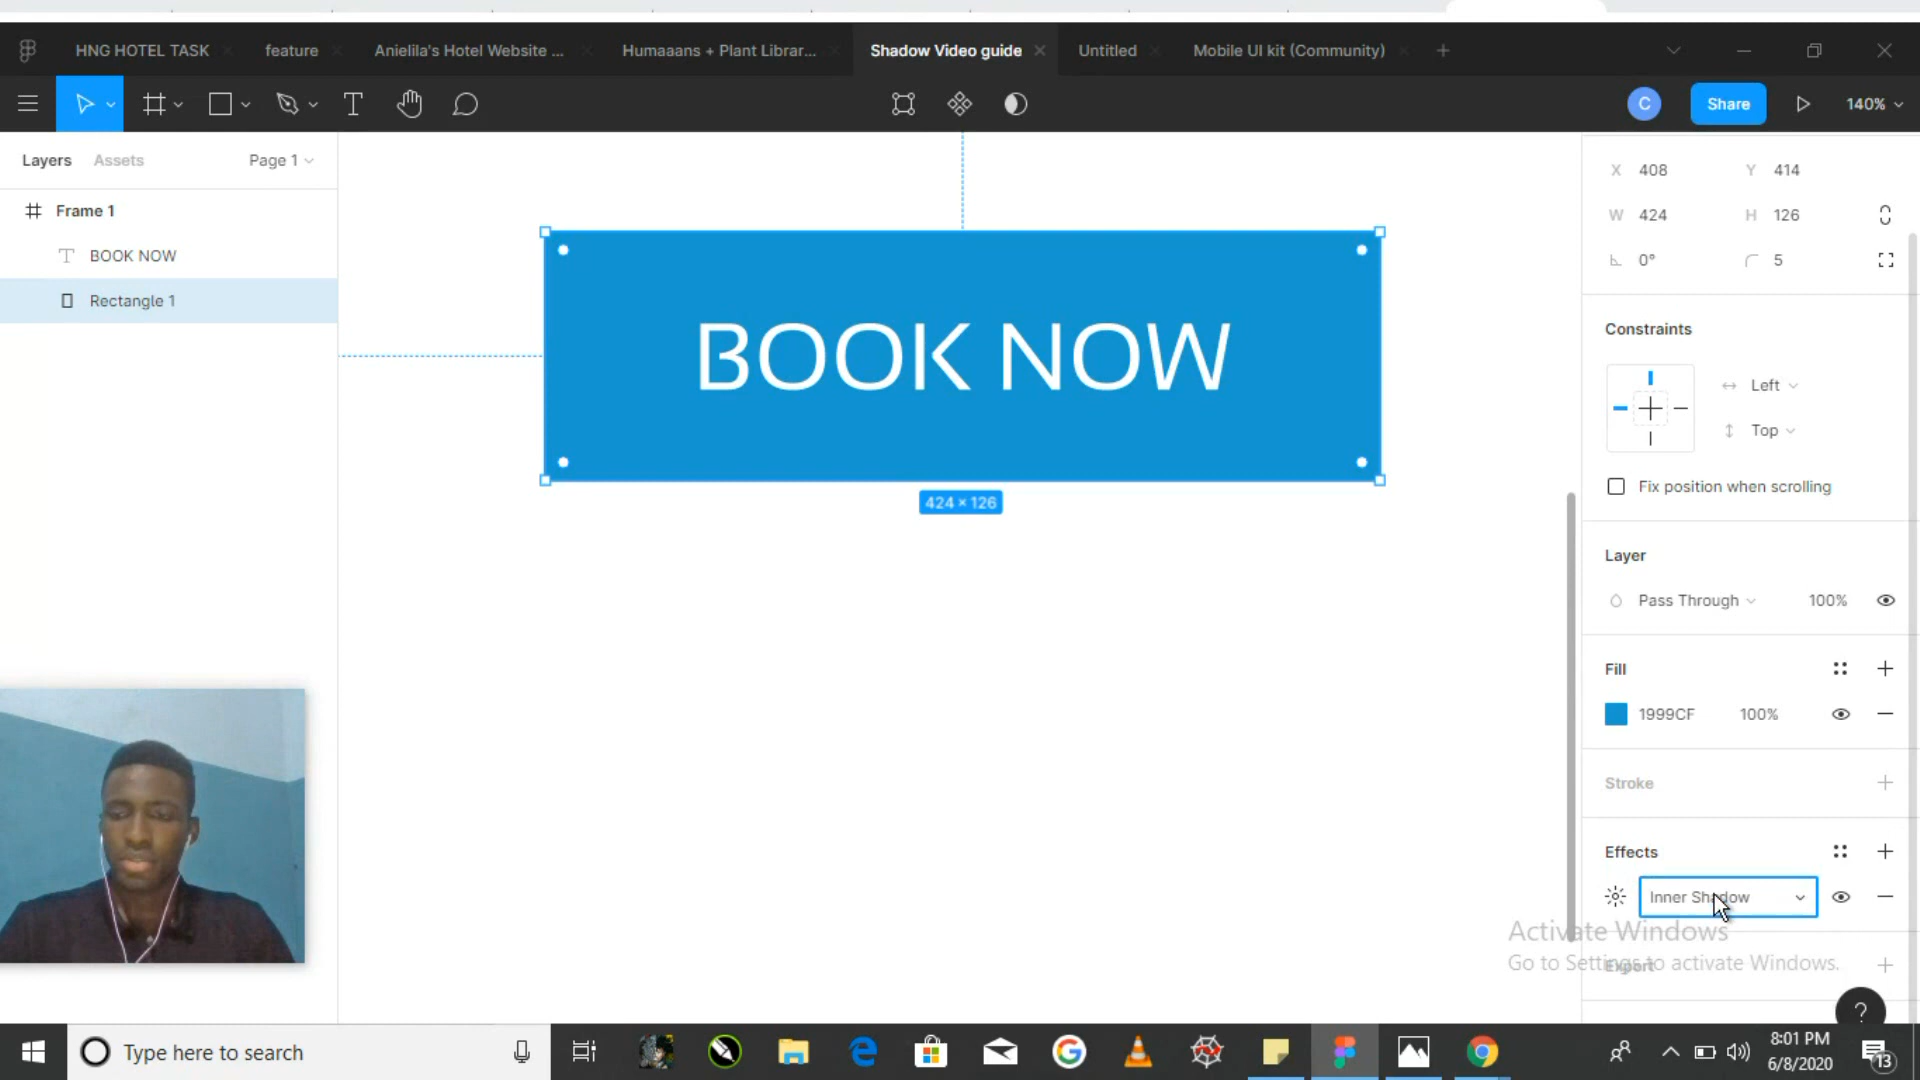 HNG HOTEL TASK
feature
Anielila's Hotel Website ...
Humaaans + Plant Librar...
Shadow Video guide
Untitled
Mobile UI kit (Community)
C
Share
140%
Layers
Assets
Page 1
Frame 1
BOOK NOW
Rectangle 1
BOOK NOW
424 × 126
X 408
Y 414
W 424
H 126
0°
5
Constraints
Left
Top
Fix position when scrolling
Layer
Pass Through
100%
Fill
1999CF
100%
Stroke
Effects
Inner Shadow
Activate Windows
Go to Settings to activate Windows.
Export
?
Type here to search
8:01 PM
6/8/2020
13